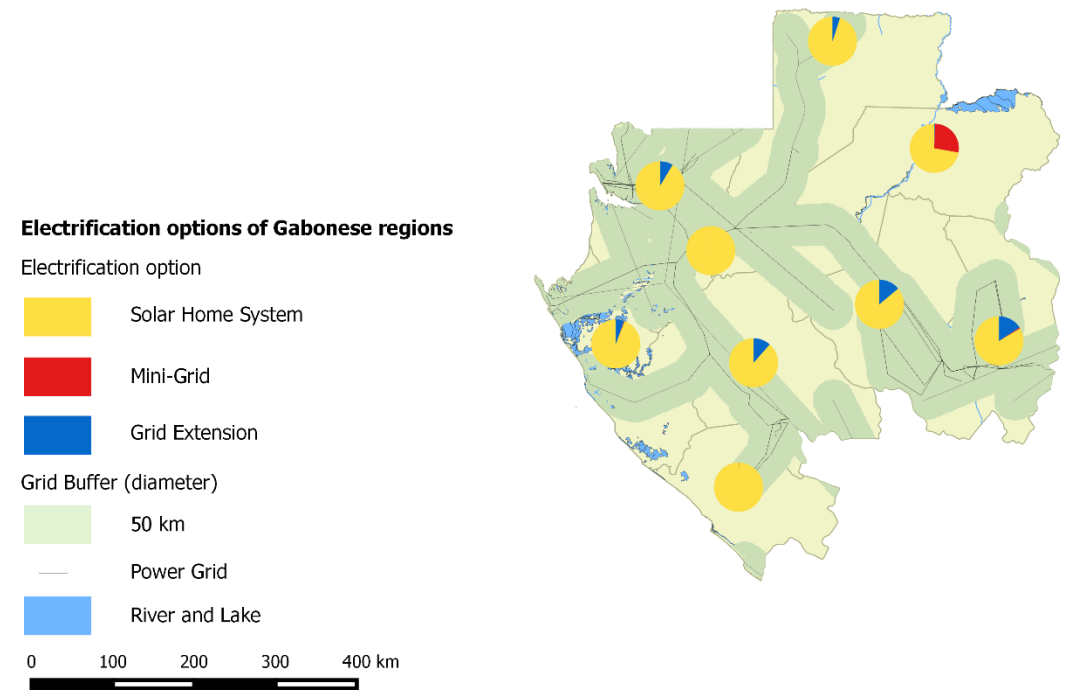 Electrification options of Gabonese regions
Electrification option
Solar Home System
Mini-Grid
Grid Extension
Grid Buffer (diameter)
50 km
Power Grid
River and Lake
0 100 200 300 400 km